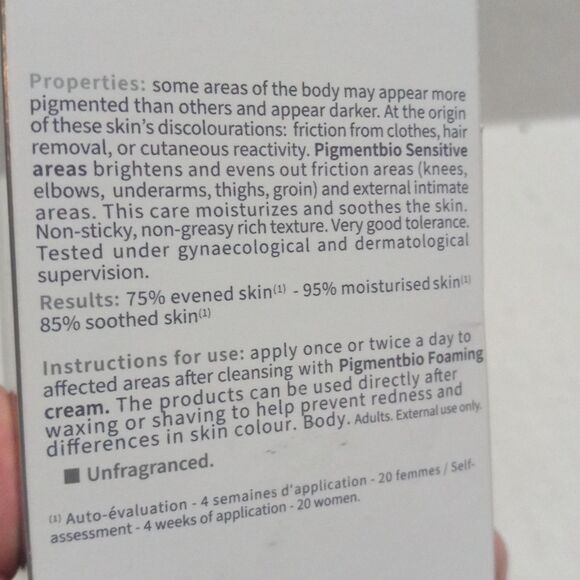 Properties: some areas of the body may appear more
pigmented than others and appear darker. At the origin
of these skin's discolourations: friction from clothes, hair
removal, or cutaneous reactivity. Pigmentbio Sensitive
areas brightens and evens out friction areas (knees,
elbows, underarms, thighs, groin) and external intimate
areas. This care moisturizes and soothes the skin.
Non-sticky, non-greasy rich texture. Very good tolerance.
Tested under gynaecological and dermatological
supervision.
Results: 75% evened skin(1) - 95% moisturised skin(1)
85% soothed skin(1)
Instructions for use: apply once or twice a day to
affected areas after cleansing with Pigmentbio Foaming
cream. The products can be used directly after
waxing or shaving to help prevent redness and
differences in skin colour. Body. Adults. External use only.
■ Unfragranced.
(1) Auto-évaluation - 4 semaines d'application - 20 femmes / Self-
assessment - 4 weeks of application - 20 women.